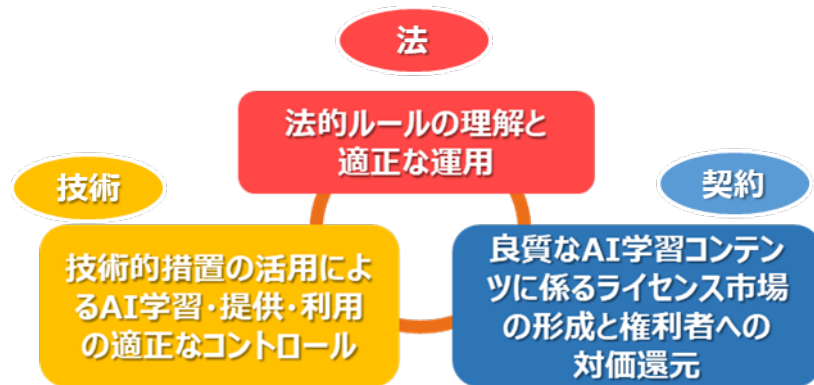 法
法的ルールの理解と
適正な運用
技術
技術的措置の活用によ
るAI学習・提供・利用
の適正なコントロール
契約
良質なAI学習コンテン
ツに係るライセンス市場
の形成と権利者への
対価還元